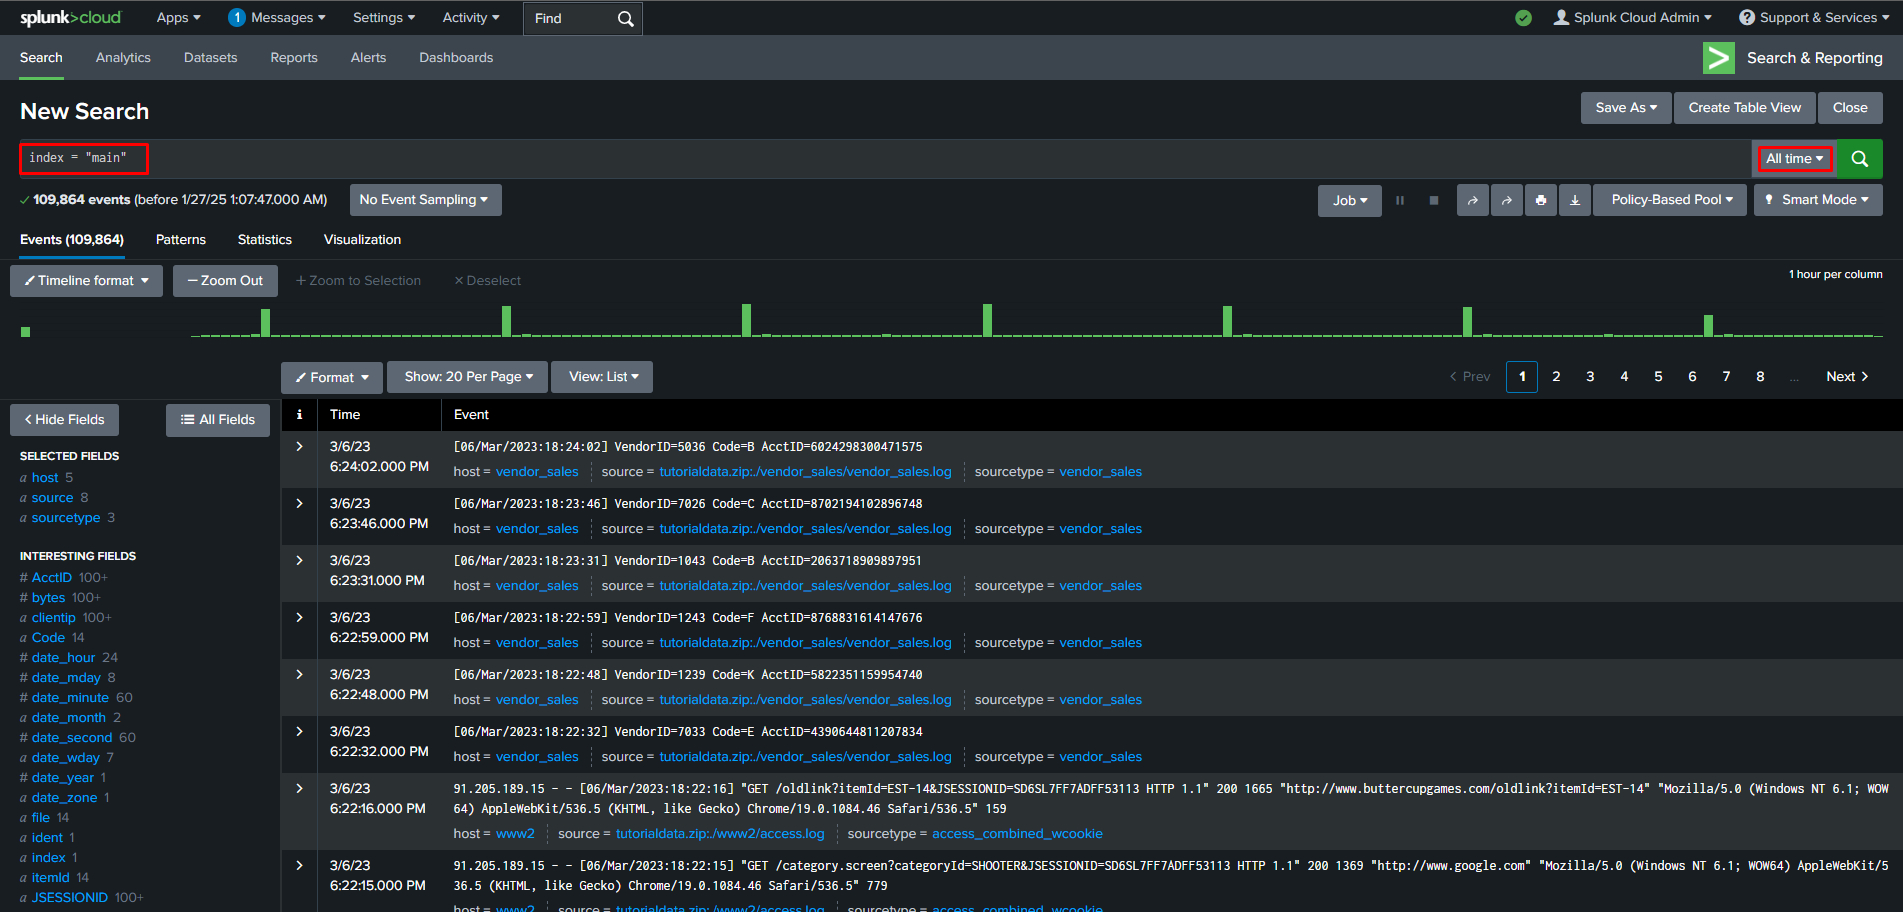 splunk>cloud Apps 1 Messages Settings Activity Find Splunk Cloud Admin ? Support & Services
Search Analytics Datasets Reports Alerts Dashboards > Search & Reporting
New Search Save As Create Table View Close
index = "main" All time
109,864 events (before 1/27/25 1:07:47.000 AM) No Event Sampling Job Policy-Based Pool Smart Mode
Events (109,864) Patterns Statistics Visualization
Timeline format — Zoom Out + Zoom to Selection × Deselect 1 hour per column
Format Show: 20 Per Page View: List < Prev 1 2 3 4 5 6 7 8 ... Next >
< Hide Fields All Fields
i Time Event
SELECTED FIELDS
a host 5
a source 8
a sourcetype 3
INTERESTING FIELDS
# AcctID 100+
# bytes 100+
a clientip 100+
a Code 14
# date_hour 24
# date_mday 8
# date_minute 60
a date_month 2
# date_second 60
a date_wday 7
# date_year 1
a date_zone 1
a file 14
a ident 1
a index 1
a itemId 14
a JSESSIONID 100+
> 3/6/23 [06/Mar/2023:18:24:02] VendorID=5036 Code=B AcctID=6024298300471575
6:24:02.000 PM host = vendor_sales source = tutorialdata.zip:./vendor_sales/vendor_sales.log sourcetype = vendor_sales
> 3/6/23 [06/Mar/2023:18:23:46] VendorID=7026 Code=C AcctID=8702194102896748
6:23:46.000 PM host = vendor_sales source = tutorialdata.zip:./vendor_sales/vendor_sales.log sourcetype = vendor_sales
> 3/6/23 [06/Mar/2023:18:23:31] VendorID=1043 Code=B AcctID=2063718909897951
6:23:31.000 PM host = vendor_sales source = tutorialdata.zip:./vendor_sales/vendor_sales.log sourcetype = vendor_sales
> 3/6/23 [06/Mar/2023:18:22:59] VendorID=1243 Code=F AcctID=8768831614147676
6:22:59.000 PM host = vendor_sales source = tutorialdata.zip:./vendor_sales/vendor_sales.log sourcetype = vendor_sales
> 3/6/23 [06/Mar/2023:18:22:48] VendorID=1239 Code=K AcctID=5822351159954740
6:22:48.000 PM host = vendor_sales source = tutorialdata.zip:./vendor_sales/vendor_sales.log sourcetype = vendor_sales
> 3/6/23 [06/Mar/2023:18:22:32] VendorID=7033 Code=E AcctID=4390644811207834
6:22:32.000 PM host = vendor_sales source = tutorialdata.zip:./vendor_sales/vendor_sales.log sourcetype = vendor_sales
> 3/6/23 91.205.189.15 - - [06/Mar/2023:18:22:16] "GET /oldlink?itemId=EST-14&JSESSIONID=SD6SL7FF7ADFF53113 HTTP 1.1" 200 1665 "http://www.buttercupgames.com/oldlink?itemId=EST-14" "Mozilla/5.0 (Windows NT 6.1; WOW
6:22:16.000 PM 64) AppleWebKit/536.5 (KHTML, like Gecko) Chrome/19.0.1084.46 Safari/536.5" 159
host = www2 source = tutorialdata.zip:./www2/access.log sourcetype = access_combined_wcookie
> 3/6/23 91.205.189.15 - - [06/Mar/2023:18:22:15] "GET /category.screen?categoryId=SHOOTER&JSESSIONID=SD6SL7FF7ADFF53113 HTTP 1.1" 200 1369 "http://www.google.com" "Mozilla/5.0 (Windows NT 6.1; WOW64) AppleWebKit/5
6:22:15.000 PM 36.5 (KHTML, like Gecko) Chrome/19.0.1084.46 Safari/536.5" 779
host = www2 source = tutorialdata.zip:./www2/access.log sourcetype = access_combined_wcookie